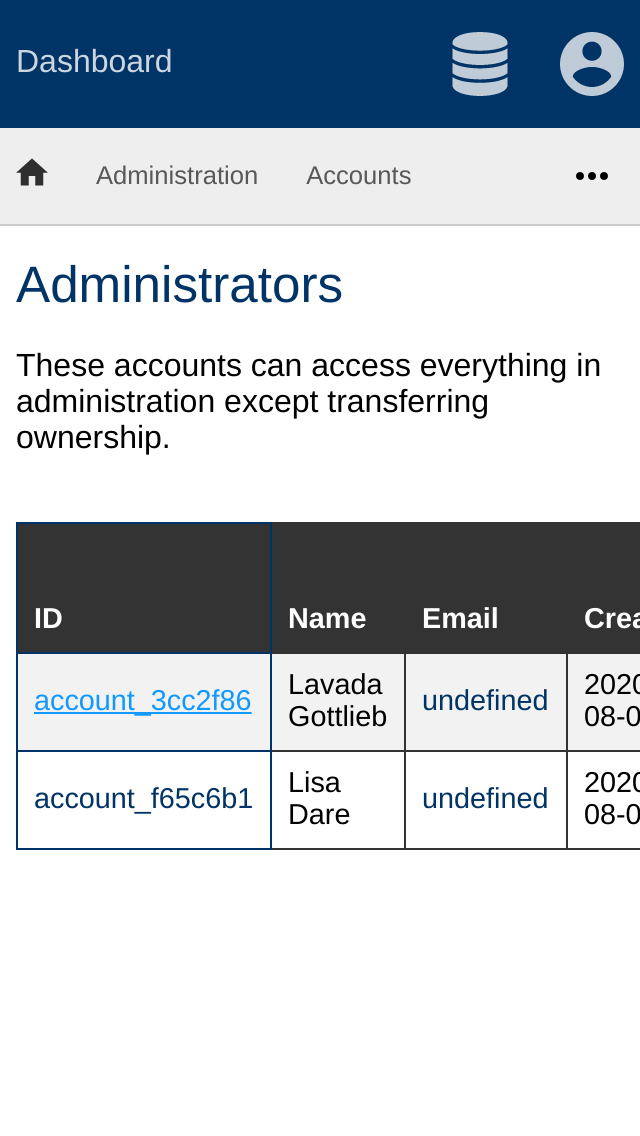 Dashboard
Administration Accounts
Administrators
These accounts can access everything in
administration except transferring
ownership.
ID Name Email Crea
account_3cc2f86 Lavada Gottlieb undefined 2020 08-0
account_f65c6b1 Lisa Dare undefined 2020 08-0